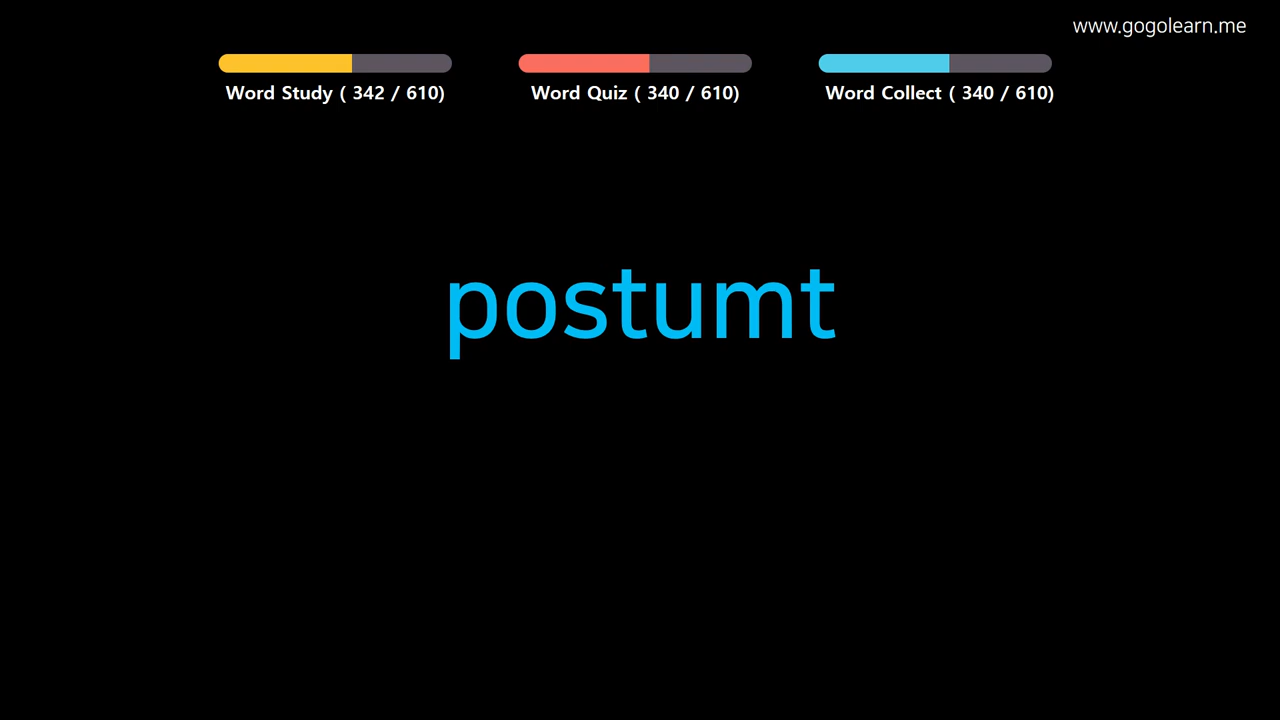 www.gogolearn.me
Word Study ( 342 / 610)
Word Quiz ( 340 / 610)
Word Collect ( 340 / 610)
postumt